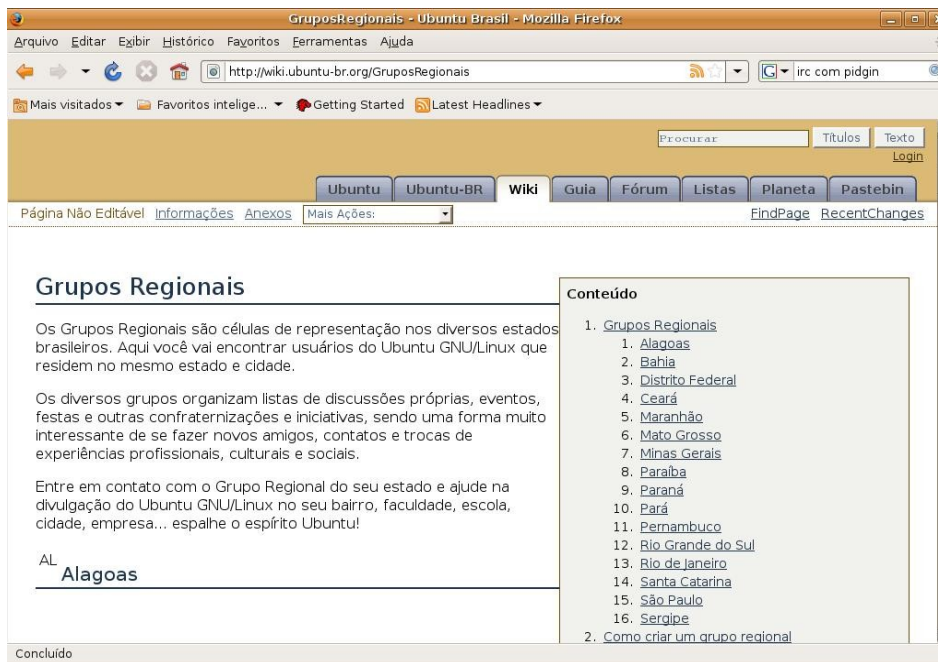 GruposRegionais - Ubuntu Brasil - Mozilla Firefox
Arquivo Editar Exibir Histórico Favoritos Ferramentas Ajuda
http://wiki.ubuntu-br.org/GruposRegionais
G irc com pidgin
Mais visitados Favoritos intelige... Getting Started Latest Headlines
Procurar Títulos Texto
Login
Ubuntu Ubuntu-BR Wiki Guia Fórum Listas Planeta Pastebin
Página Não Editável Informações Anexos Mais Ações: FindPage RecentChanges
Grupos Regionais
Os Grupos Regionais são células de representação nos diversos estados
brasileiros. Aqui você vai encontrar usuários do Ubuntu GNU/Linux que
residem no mesmo estado e cidade.
Os diversos grupos organizam listas de discussões próprias, eventos,
festas e outras confraternizações e iniciativas, sendo uma forma muito
interessante de se fazer novos amigos, contatos e trocas de
experiências profissionais, culturais e sociais.
Entre em contato com o Grupo Regional do seu estado e ajude na
divulgação do Ubuntu GNU/Linux no seu bairro, faculdade, escola,
cidade, empresa... espalhe o espírito Ubuntu!
AL
Alagoas
Conteúdo
1. Grupos Regionais
1. Alagoas
2. Bahia
3. Distrito Federal
4. Ceará
5. Maranhão
6. Mato Grosso
7. Minas Gerais
8. Paraíba
9. Paraná
10. Pará
11. Pernambuco
12. Rio Grande do Sul
13. Rio de Janeiro
14. Santa Catarina
15. São Paulo
16. Sergipe
2. Como criar um grupo regional
Concluído